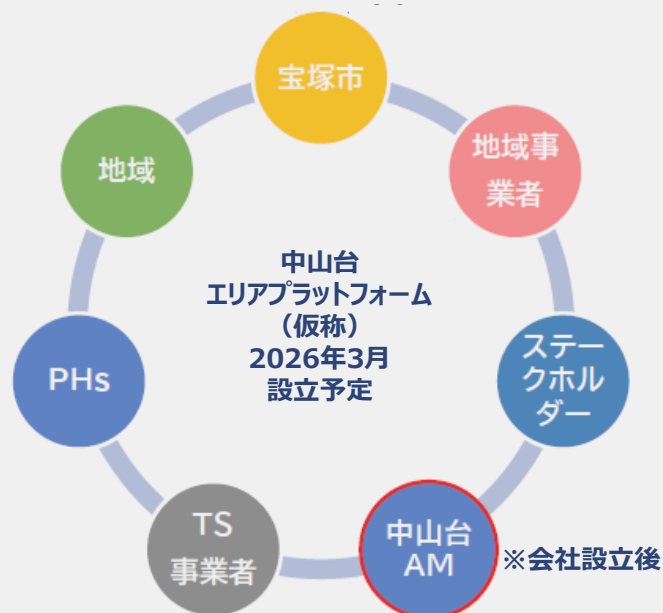 宝塚市
地域
地域事
業者
中山台
エリアプラットフォーム
（仮称）
2026年3月
設立予定
PHs
ステー
クホル
ダー
TS
事業者
中山台
AM
※会社設立後